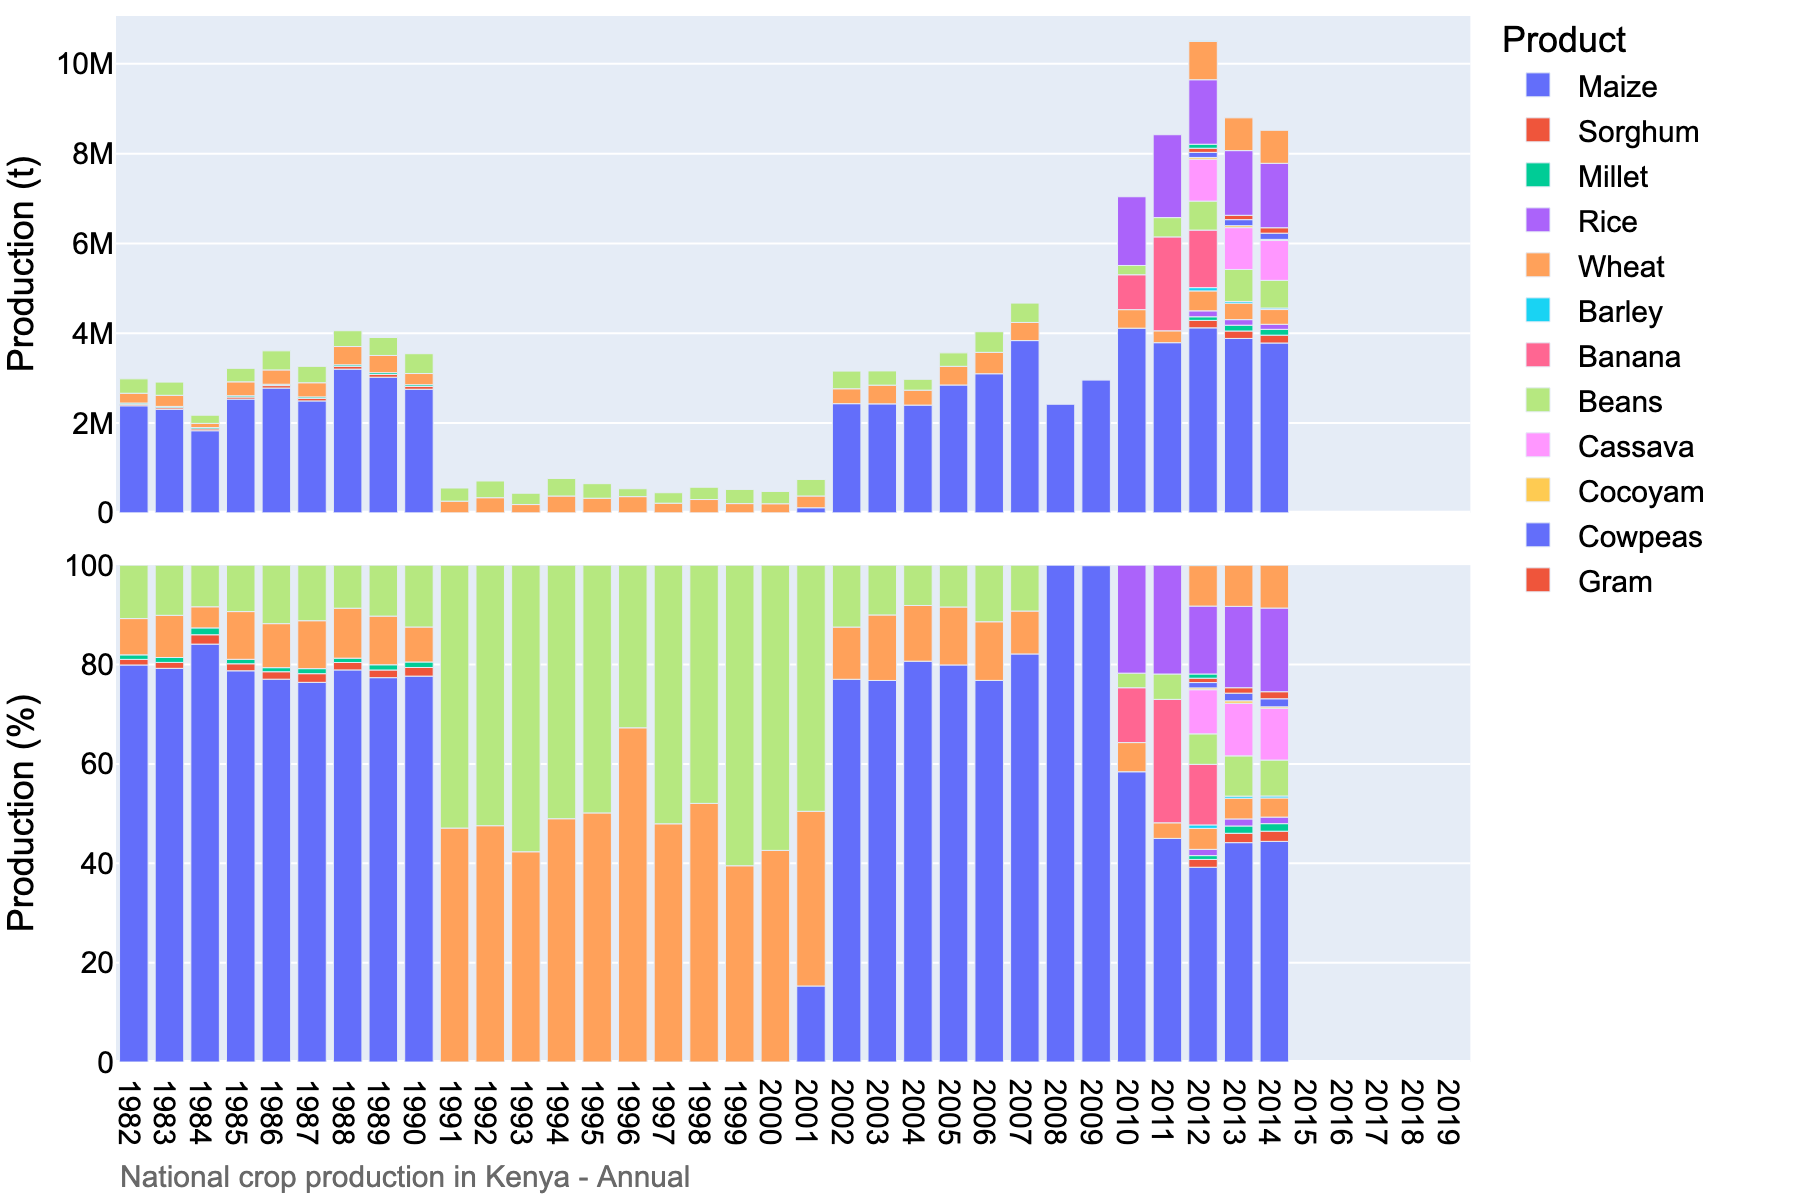 Production (t)
10M
8M
6M
4M
2M
0
Production (%)
100
80
60
40
20
0
1982 1983 1984 1985 1986 1987 1988 1989 1990 1991 1992 1993 1994 1995 1996 1997 1998 1999 2000 2001 2002 2003 2004 2005 2006 2007 2008 2009 2010 2011 2012 2013 2014 2015 2016 2017 2018 2019
National crop production in Kenya - Annual
Product
Maize
Sorghum
Millet
Rice
Wheat
Barley
Banana
Beans
Cassava
Cocoyam
Cowpeas
Gram